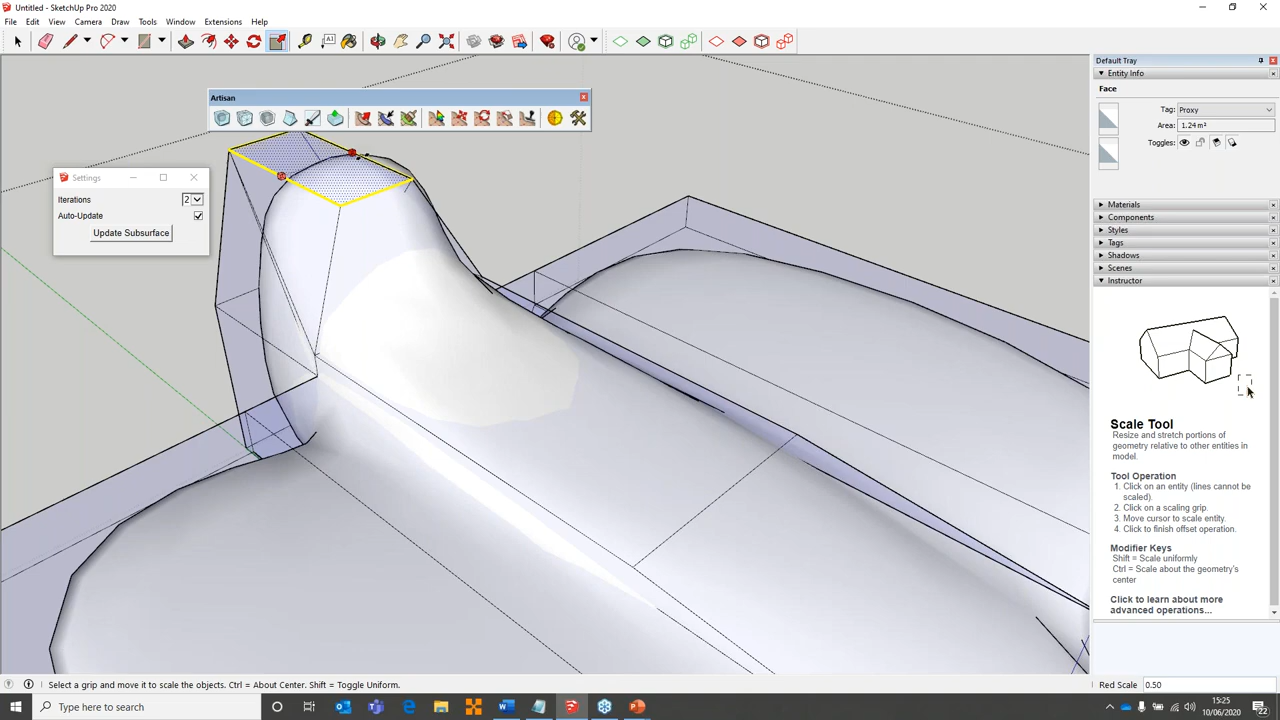 Untitled - SketchUp Pro 2020
File Edit View Camera Draw Tools Window Extensions Help
Default Tray
Entity Info
Face
Tag: Proxy
Area: 1.24 m²
Toggles:
Artisan
Settings
Iterations 2
Auto-Update
Update Subsurface
Materials
Components
Styles
Tags
Shadows
Scenes
Instructor
Scale Tool
Resize and stretch portions of
geometry relative to other entities in
model.
Tool Operation
1. Click on an entity (lines cannot be
scaled).
2. Click on a scaling grip.
3. Move cursor to scale entity.
4. Click to finish offset operation.
Modifier Keys
Shift = Scale uniformly
Ctrl = Scale about the geometry's
center
Click to learn about more
advanced operations...
Select a grip and move it to scale the objects. Ctrl = About Center. Shift = Toggle Uniform.
Red Scale 0.50
Type here to search
15:25
10/06/2020